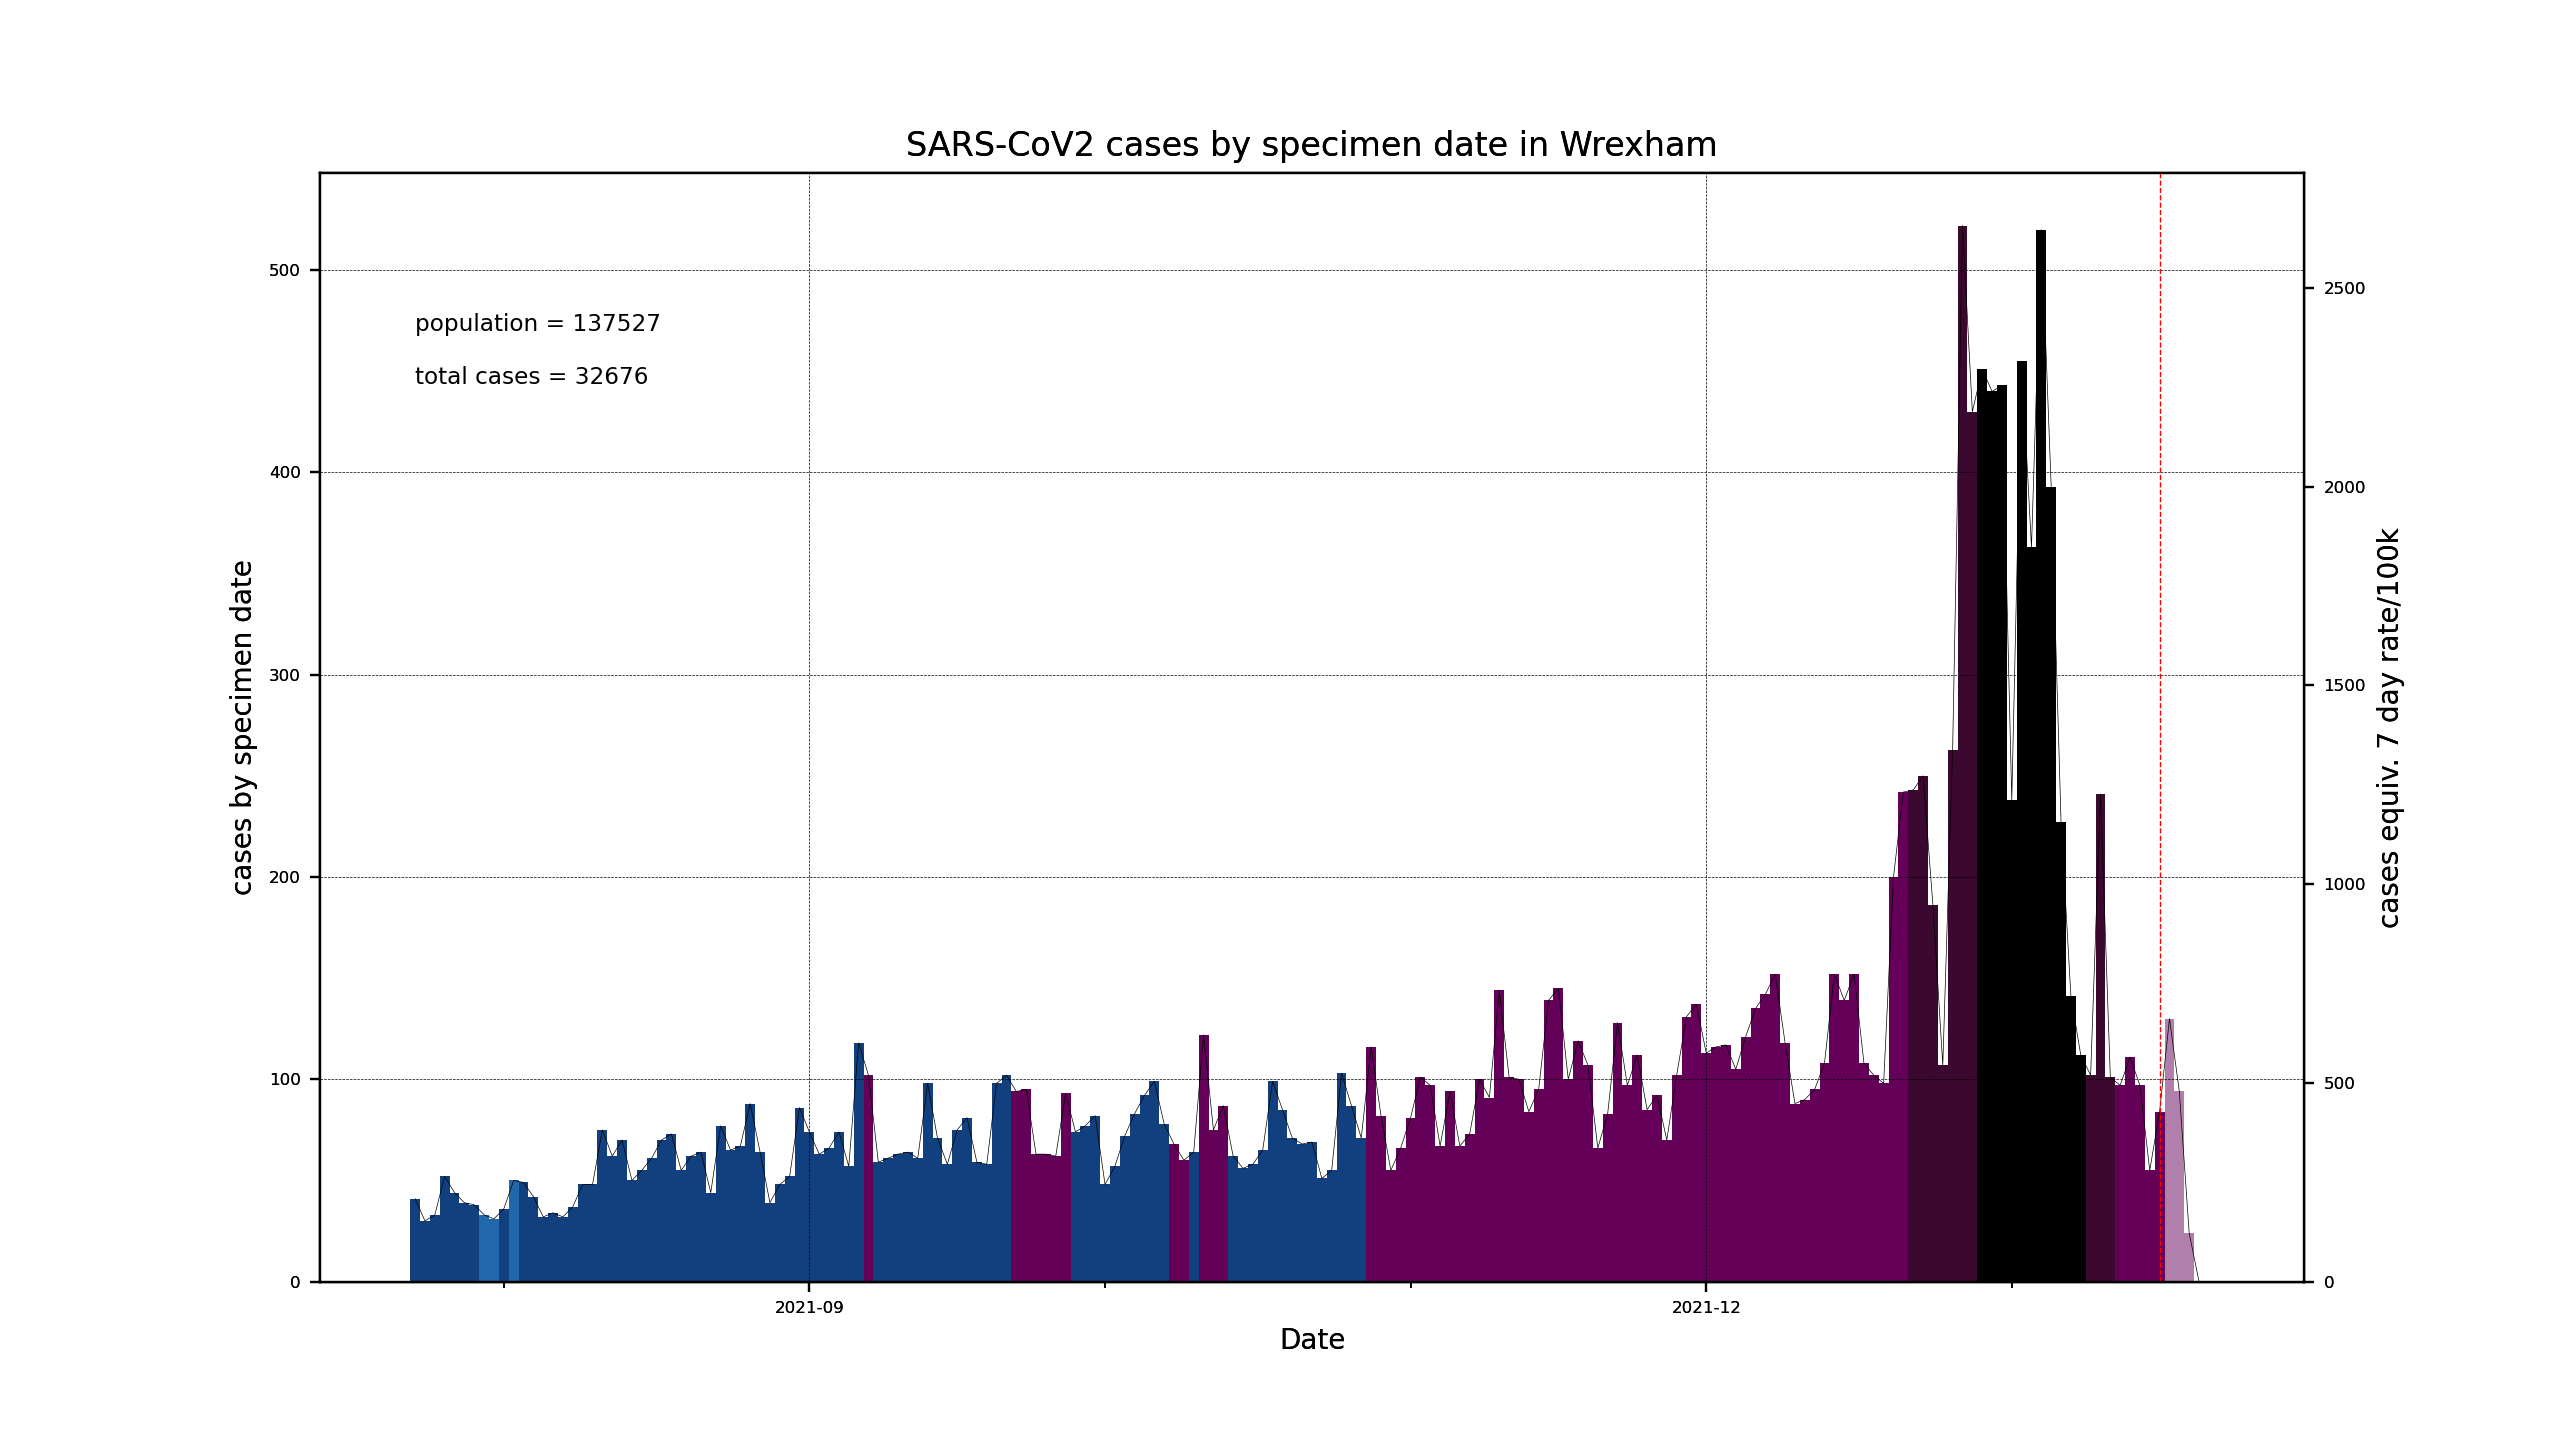 SARS-CoV2 cases by specimen date in Wrexham
population = 137527
total cases = 32676
cases by specimen date
500
400
300
200
100
0
2500
2000
1500
1000
500
0
cases equiv. 7 day rate/100k
2021-09
2021-12
Date